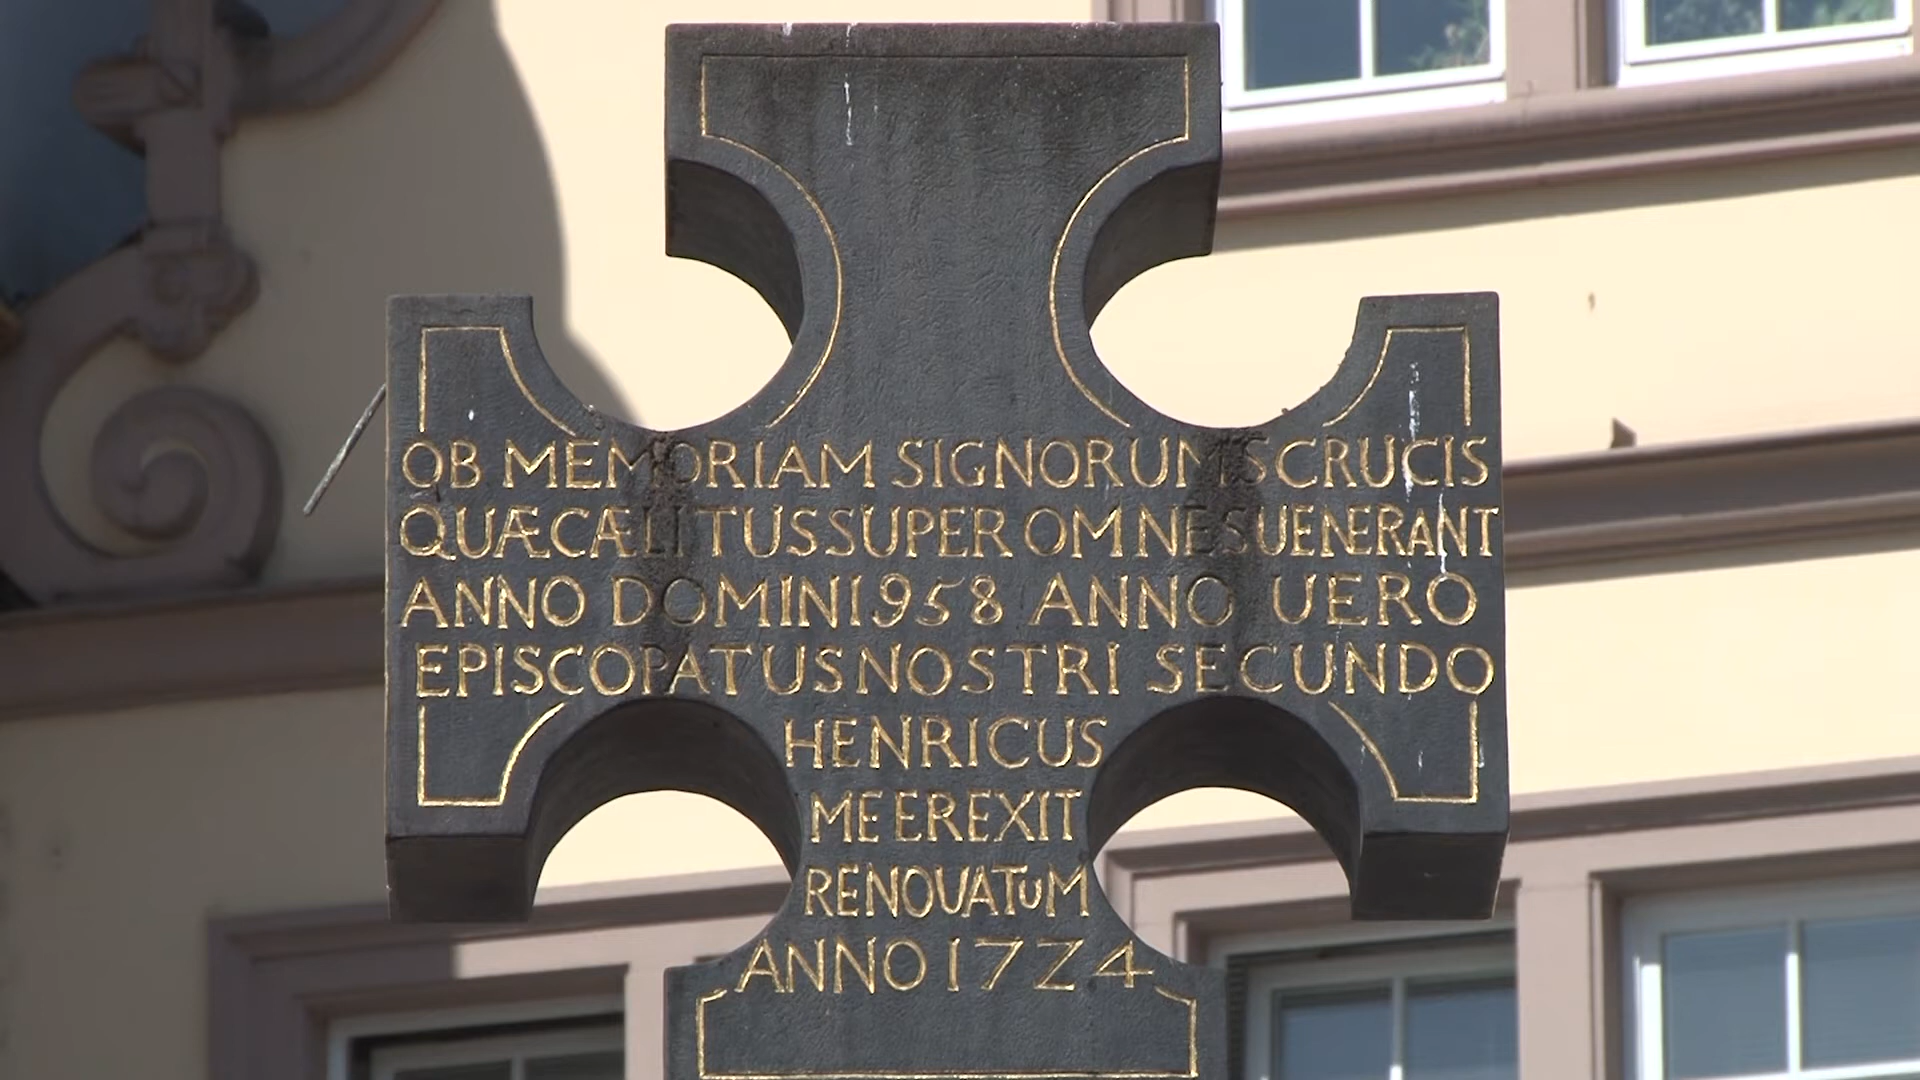 OB MEMORIAM SIGNORUM S CRUCIS
QUÆ CÆLITUS SUPER OMNES UENERANT
ANNO DOMINI 958 ANNO UERO
EPISCOPATUS NOSTRI SECUNDO
HENRICUS
ME EREXIT
RENOUATuM
ANNO 1724